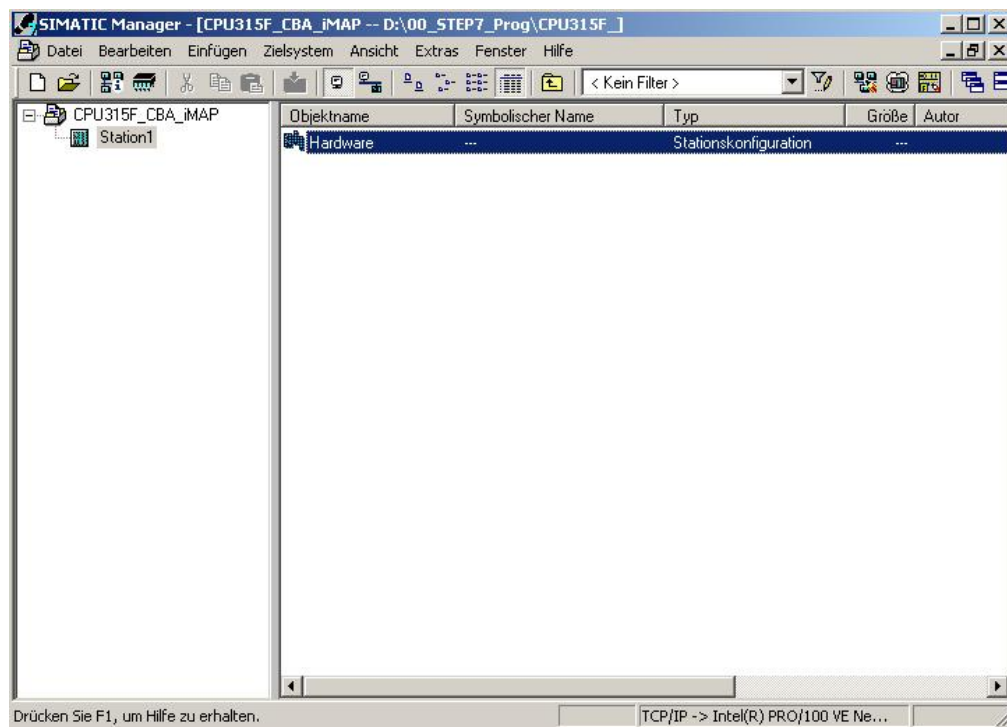 SIMATIC Manager - [CPU315F_CBA_iMAP -- D:\00_STEP7_Prog\CPU315F_]
Datei Bearbeiten Einfügen Zielsystem Ansicht Extras Fenster Hilfe
< Kein Filter >
CPU315F_CBA_iMAP
Station1
Objektname Symbolischer Name Typ Größe Autor
Hardware --- Stationskonfiguration ---
Drücken Sie F1, um Hilfe zu erhalten. TCP/IP -> Intel(R) PRO/100 VE Ne...